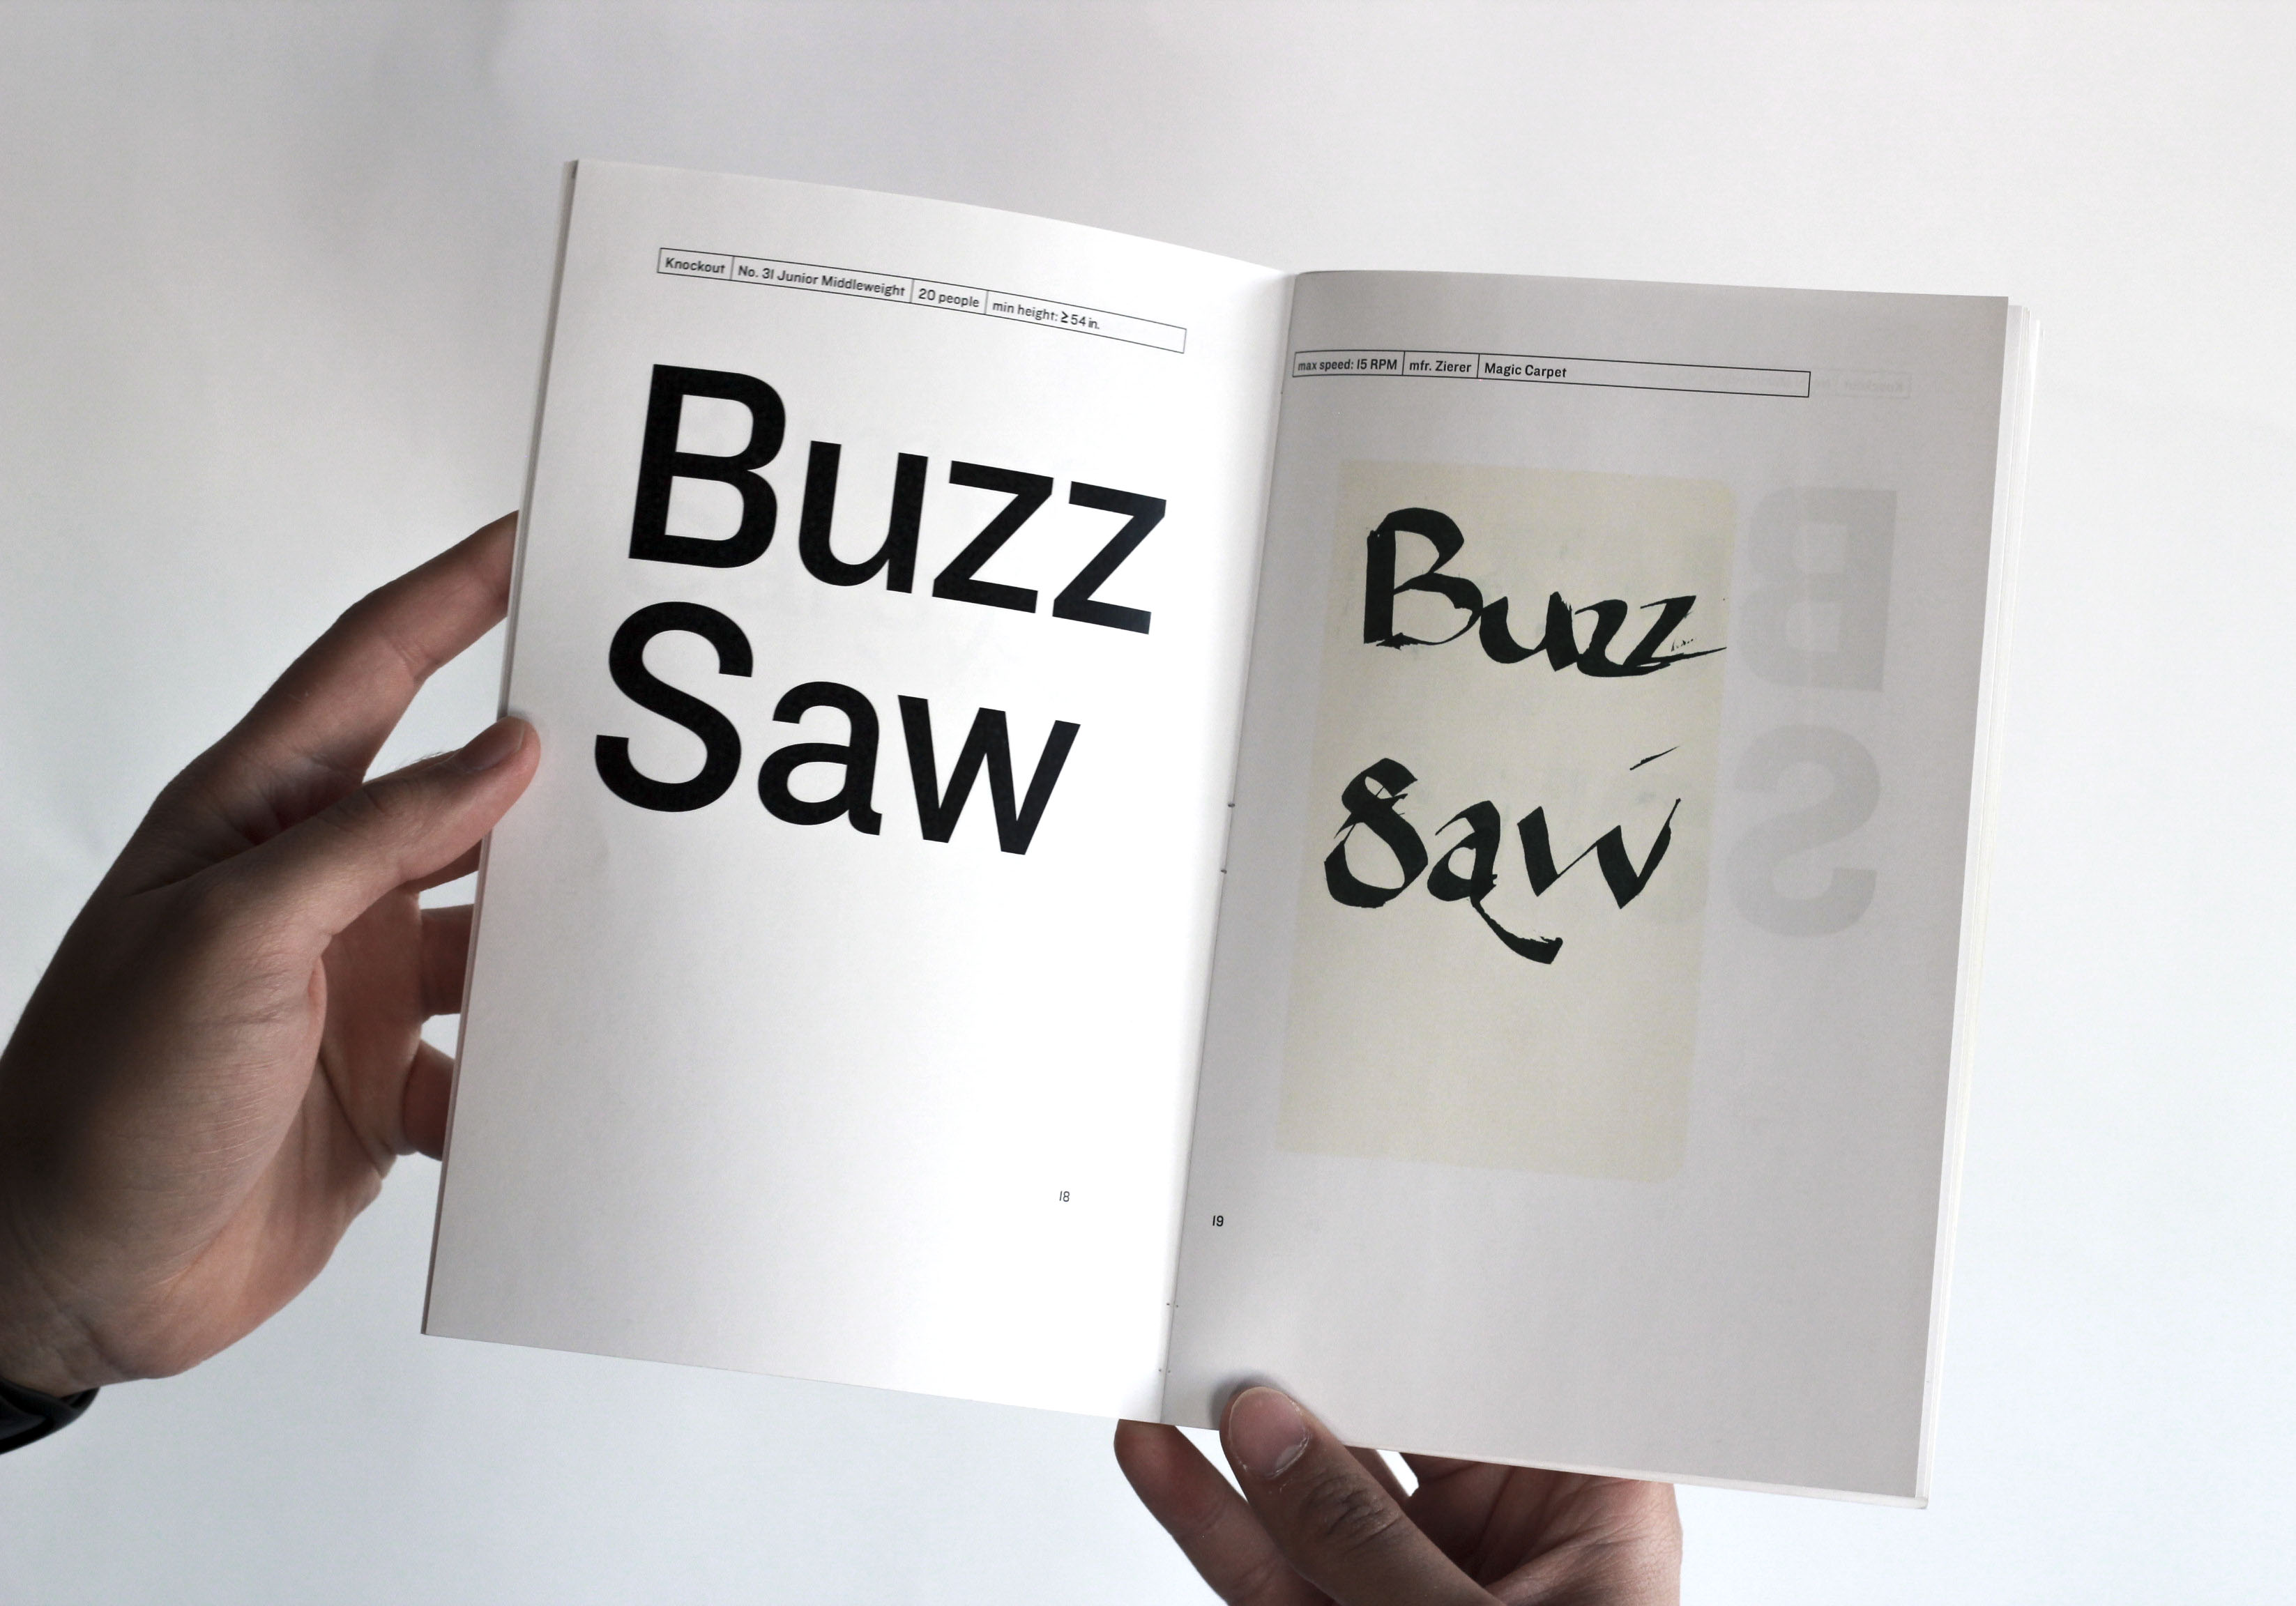 Knockout No. 31 Junior Middleweight 20 people min height: ≥ 54 in.
Buzz
Saw
18
max speed: 15 RPM mfr. Zierer Magic Carpet
Buzz
Saw
19